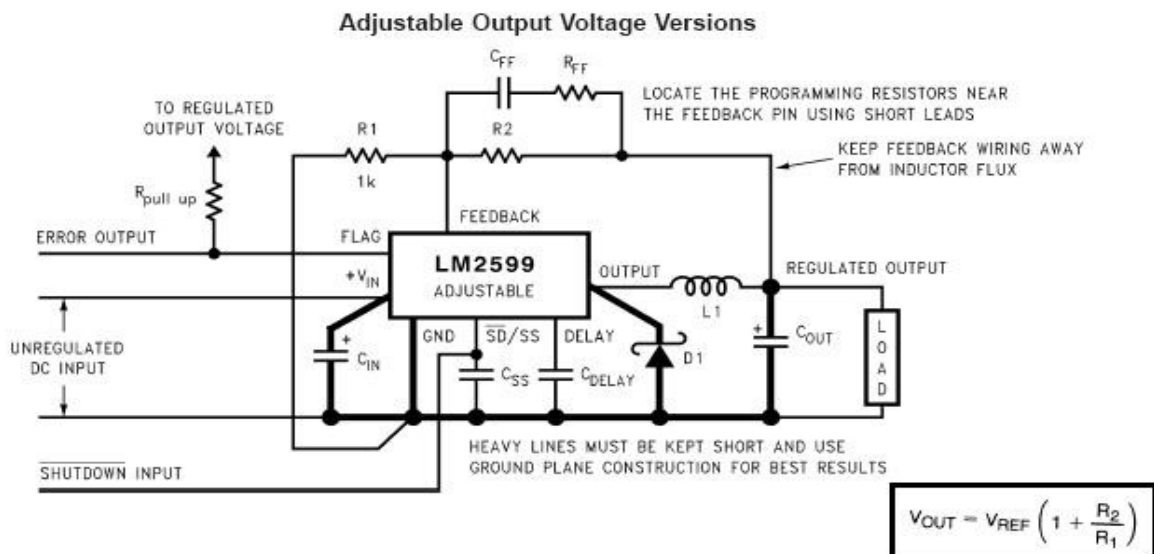 Adjustable Output Voltage Versions
CFF
RFF
LOCATE THE PROGRAMMING RESISTORS NEAR
THE FEEDBACK PIN USING SHORT LEADS
TO REGULATED
OUTPUT VOLTAGE
R1
R2
KEEP FEEDBACK WIRING AWAY
FROM INDUCTOR FLUX
1k
Rpull up
FEEDBACK
ERROR OUTPUT
FLAG
LM2599
ADJUSTABLE
+VIN
OUTPUT
REGULATED OUTPUT
L1
GND
S̅D̅/SS
DELAY
UNREGULATED
DC INPUT
+
CIN
CSS
CDELAY
D1
+
COUT
LOAD
HEAVY LINES MUST BE KEPT SHORT AND USE
GROUND PLANE CONSTRUCTION FOR BEST RESULTS
S̅H̅U̅T̅D̅O̅W̅N̅ INPUT
VOUT = VREF (1 + R2/R1)